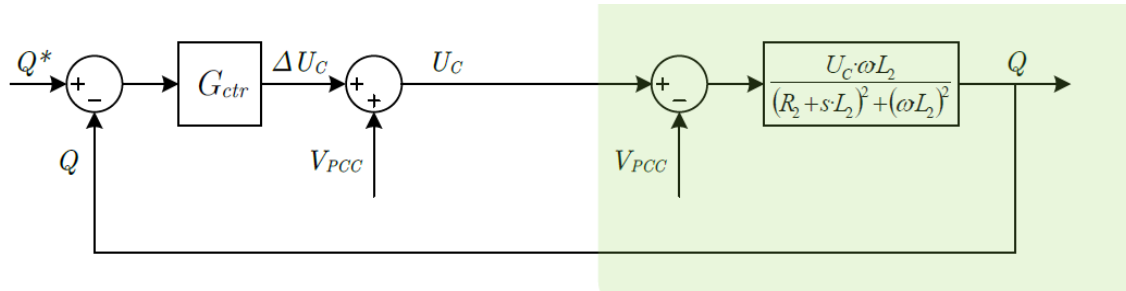 Q* + − G_ctr ΔU_C + + U_C + − U_C·ωL_2 Q
(R_2+s·L_2)^2+(ωL_2)^2
Q V_PCC V_PCC